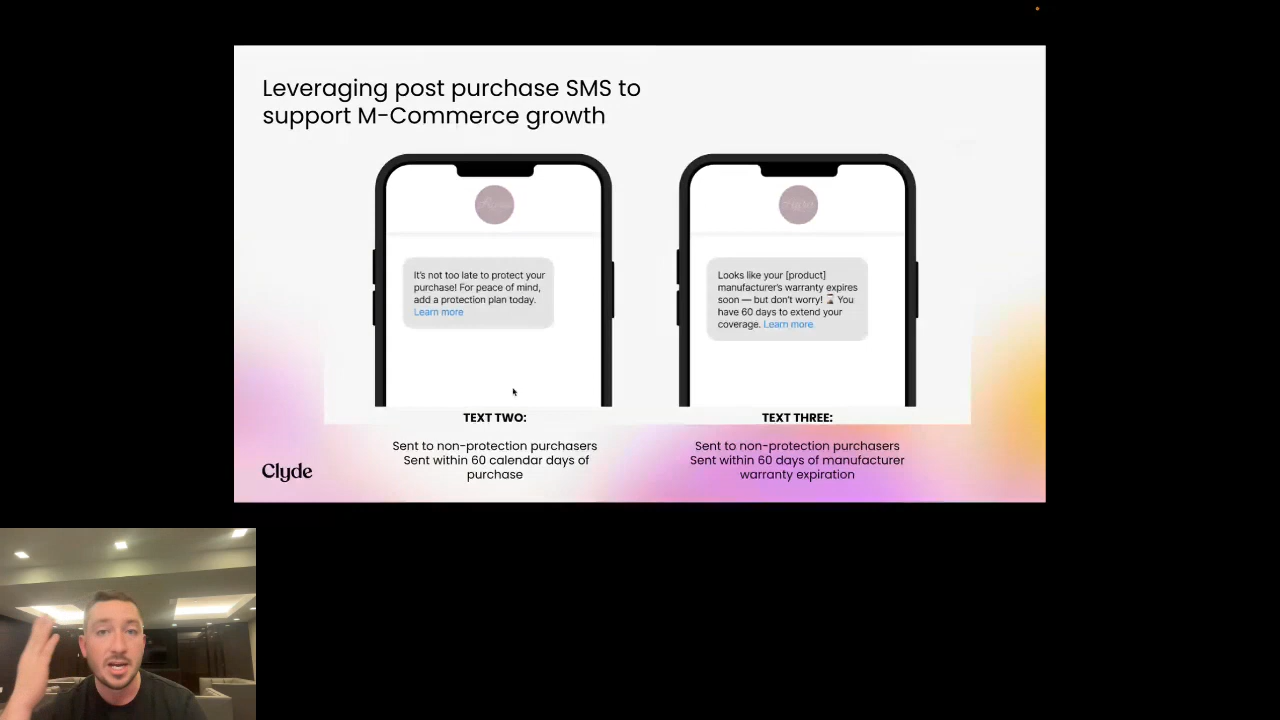 Leveraging post purchase SMS to
support M-Commerce growth
It's not too late to protect your
purchase! For peace of mind,
add a protection plan today.
Learn more
Looks like your [product]
manufacturer's warranty expires
soon — but don't worry! ⌛ You
have 60 days to extend your
coverage. Learn more
TEXT TWO:
Sent to non-protection purchasers
Sent within 60 calendar days of
purchase
TEXT THREE:
Sent to non-protection purchasers
Sent within 60 days of manufacturer
warranty expiration
Clyde